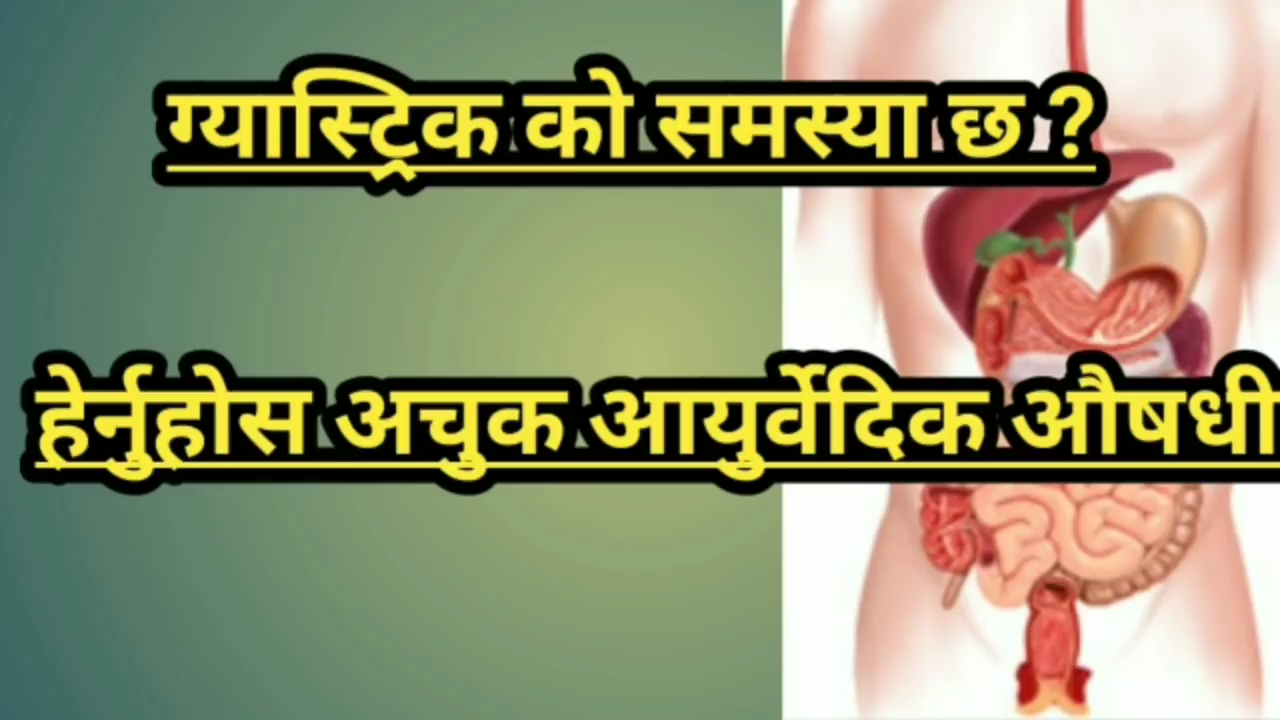 ग्यास्ट्रिक को समस्या छ ?
हेर्नुहोस अचुक आयुर्वेदिक औषधी